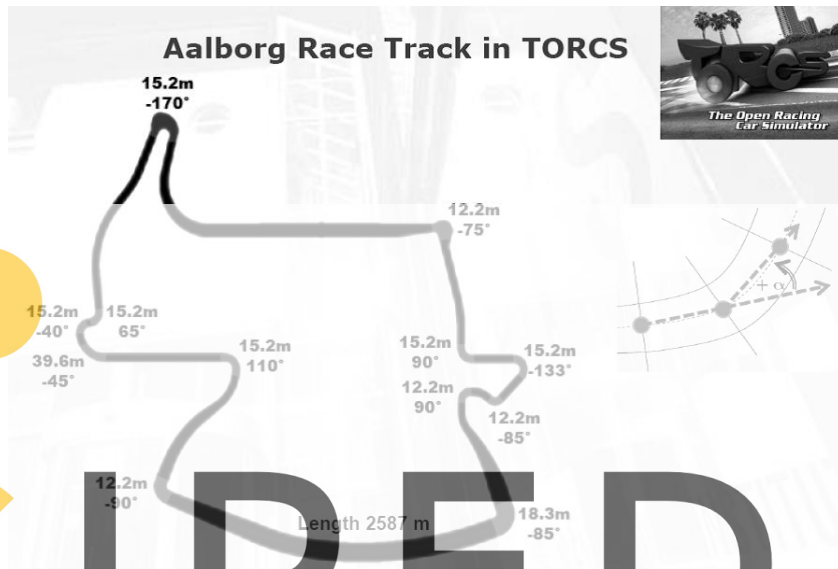 Aalborg Race Track in TORCS
15.2m
-170°
The Open Racing
Car Simulator
12.2m
-75°
+ α
15.2m
-40°
15.2m
65°
39.6m
-45°
15.2m
110°
15.2m
90°
15.2m
-133°
12.2m
90°
12.2m
-85°
12.2m
-90°
Length 2587 m
18.3m
-85°